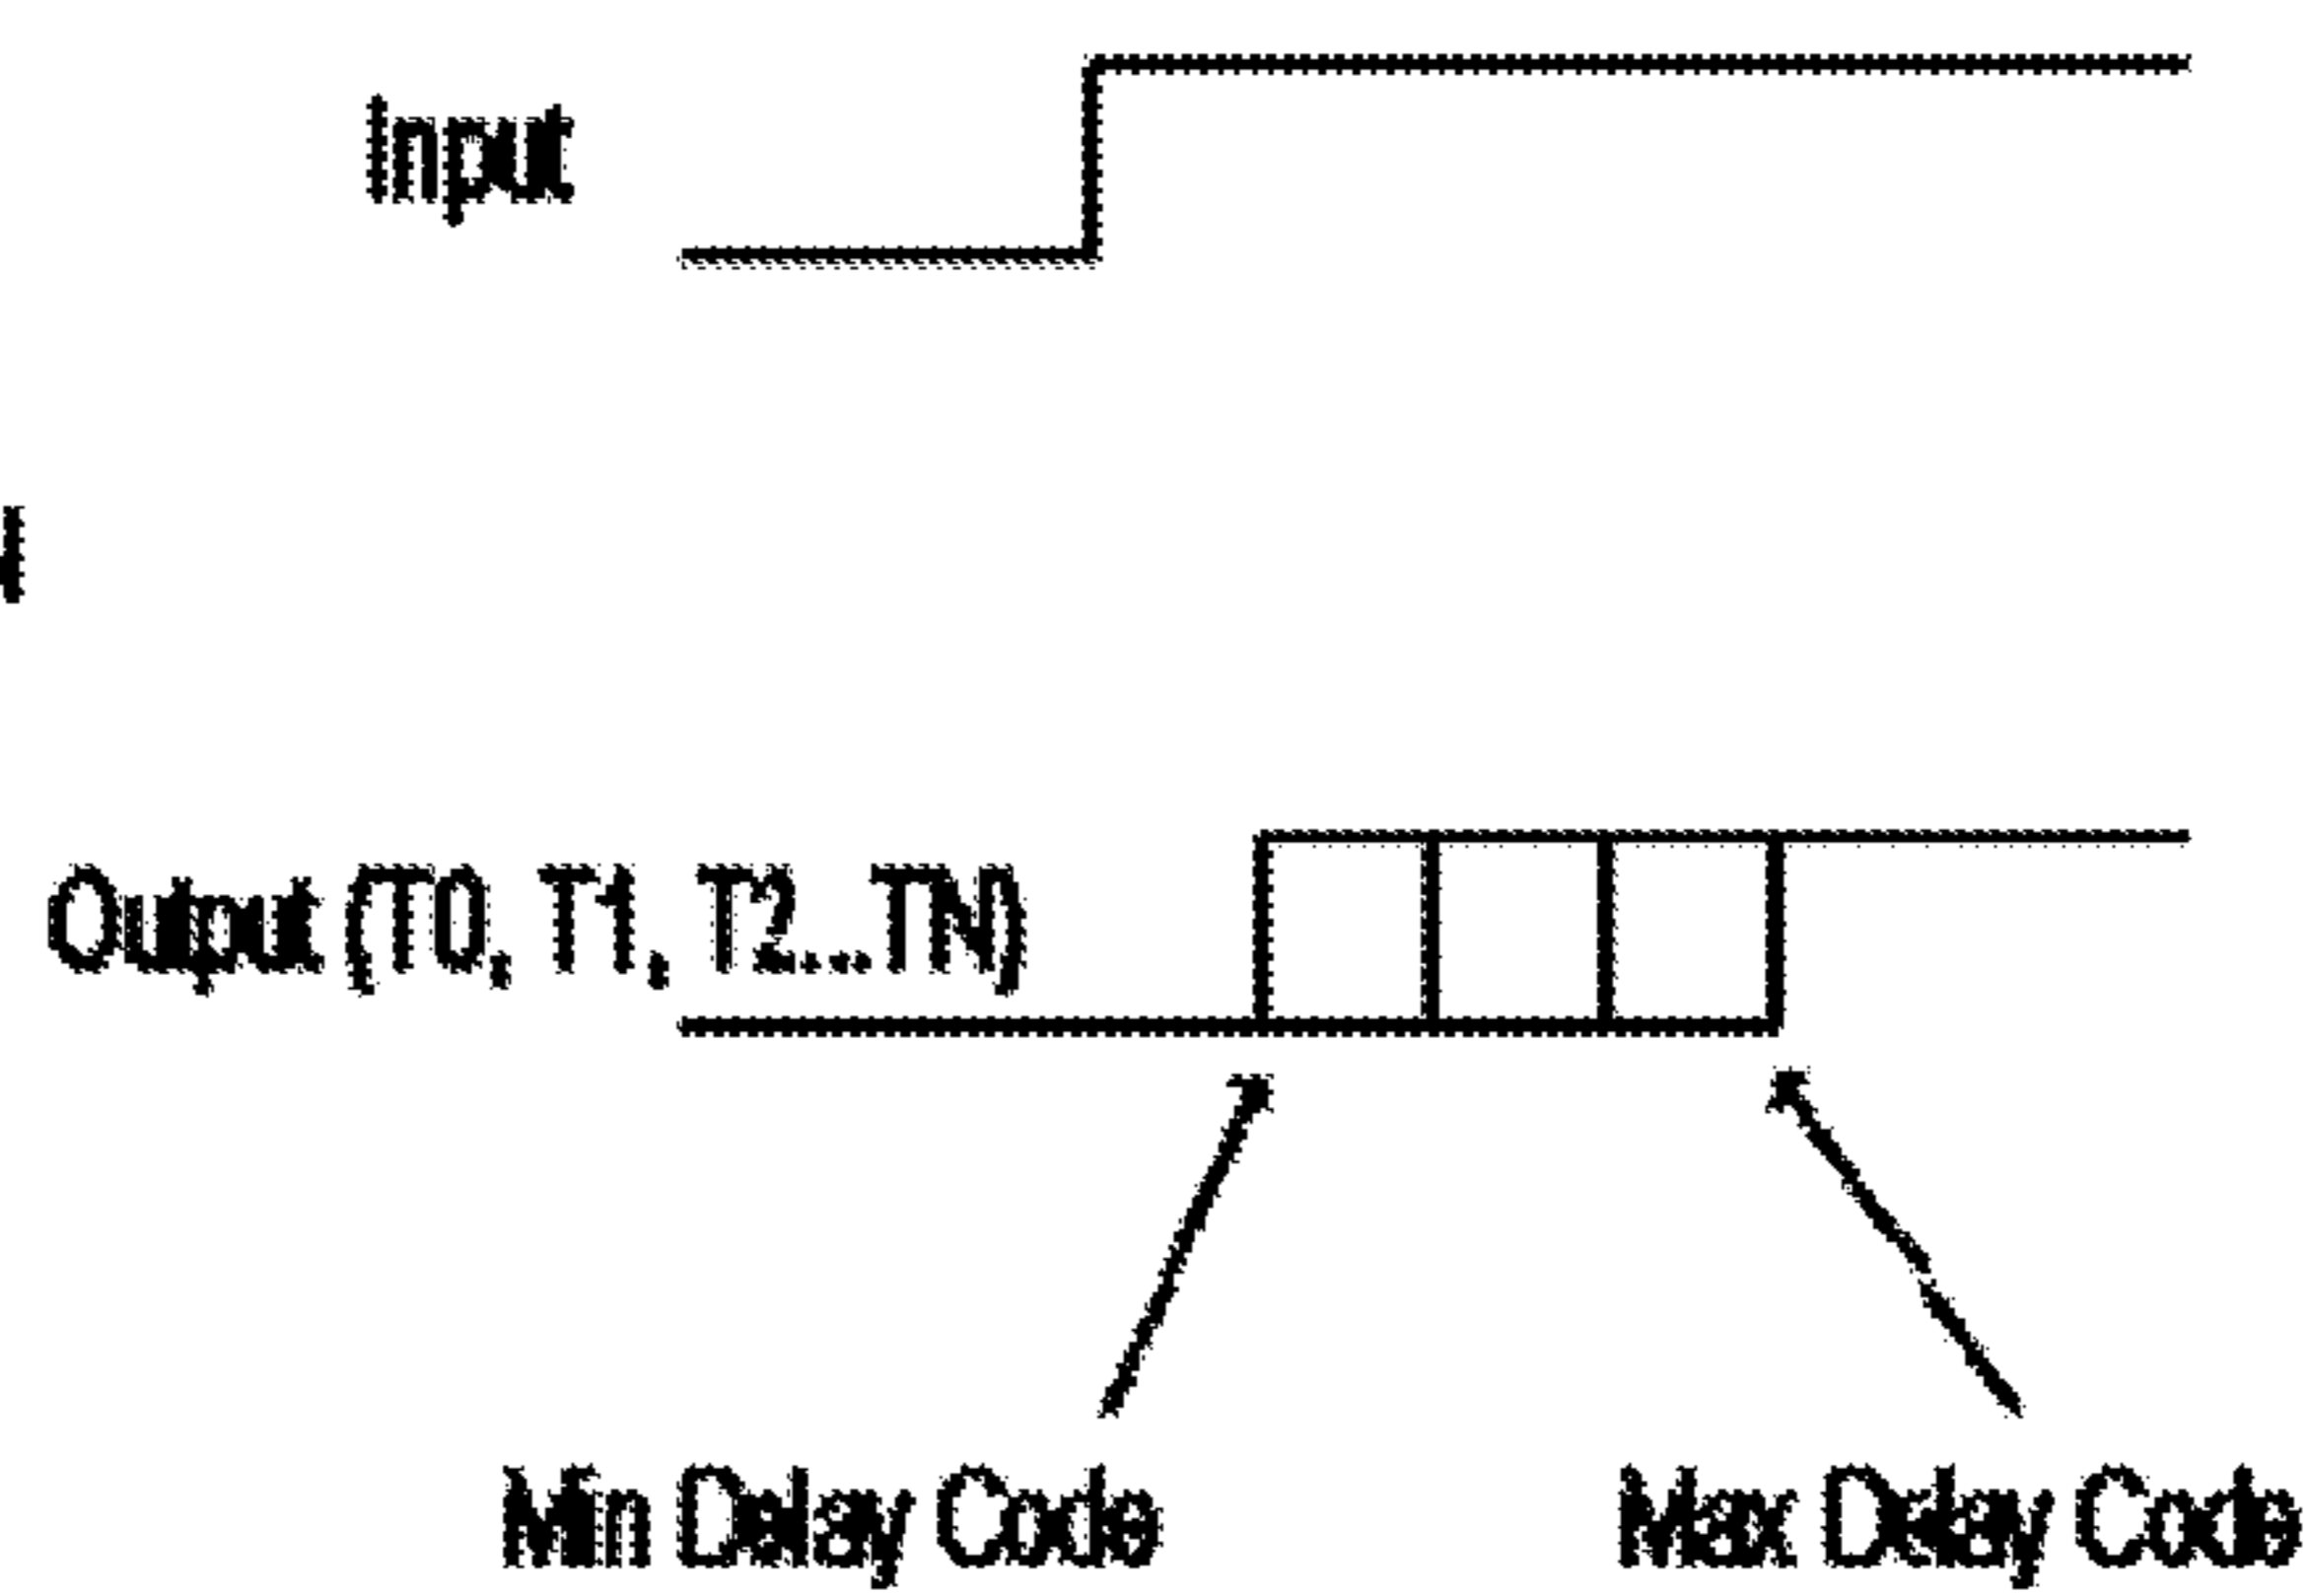 Input
Output (T0, T1, T2...TN)
Min Delay Code
Max Delay Code